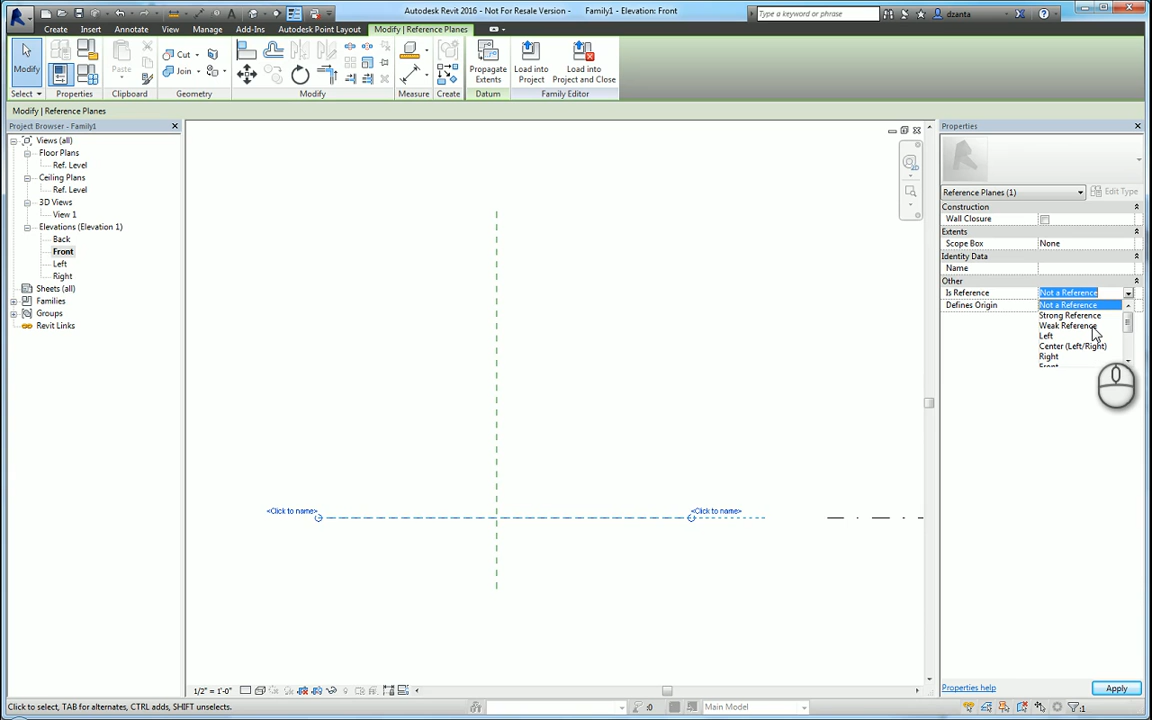 Autodesk Revit 2016 - Not For Resale Version - Family1 - Elevation: Front
Type a keyword or phrase
dzanta
Create Insert Annotate View Manage Add-Ins Autodesk Point Layout Modify | Reference Planes
Modify
Paste
Cut
Join
Propagate Extents
Load into Project
Load into Project and Close
Select Properties Clipboard Geometry Modify Measure Create Datum Family Editor
Modify | Reference Planes
Project Browser - Family1
Views (all)
Floor Plans
Ref. Level
Ceiling Plans
Ref. Level
3D Views
View 1
Elevations (Elevation 1)
Back
Front
Left
Right
Sheets (all)
Families
Groups
Revit Links
<Click to name>
<Click to name>
Properties
Reference Planes (1)
Edit Type
Construction
Wall Closure
Extents
Scope Box None
Identity Data
Name
Other
Is Reference Not a Reference
Defines Origin
Not a Reference
Strong Reference
Weak Reference
Left
Center (Left/Right)
Right
Front
Properties help
Apply
1/2" = 1'-0"
Click to select, TAB for alternates, CTRL adds, SHIFT unselects.
:0
Main Model
:1